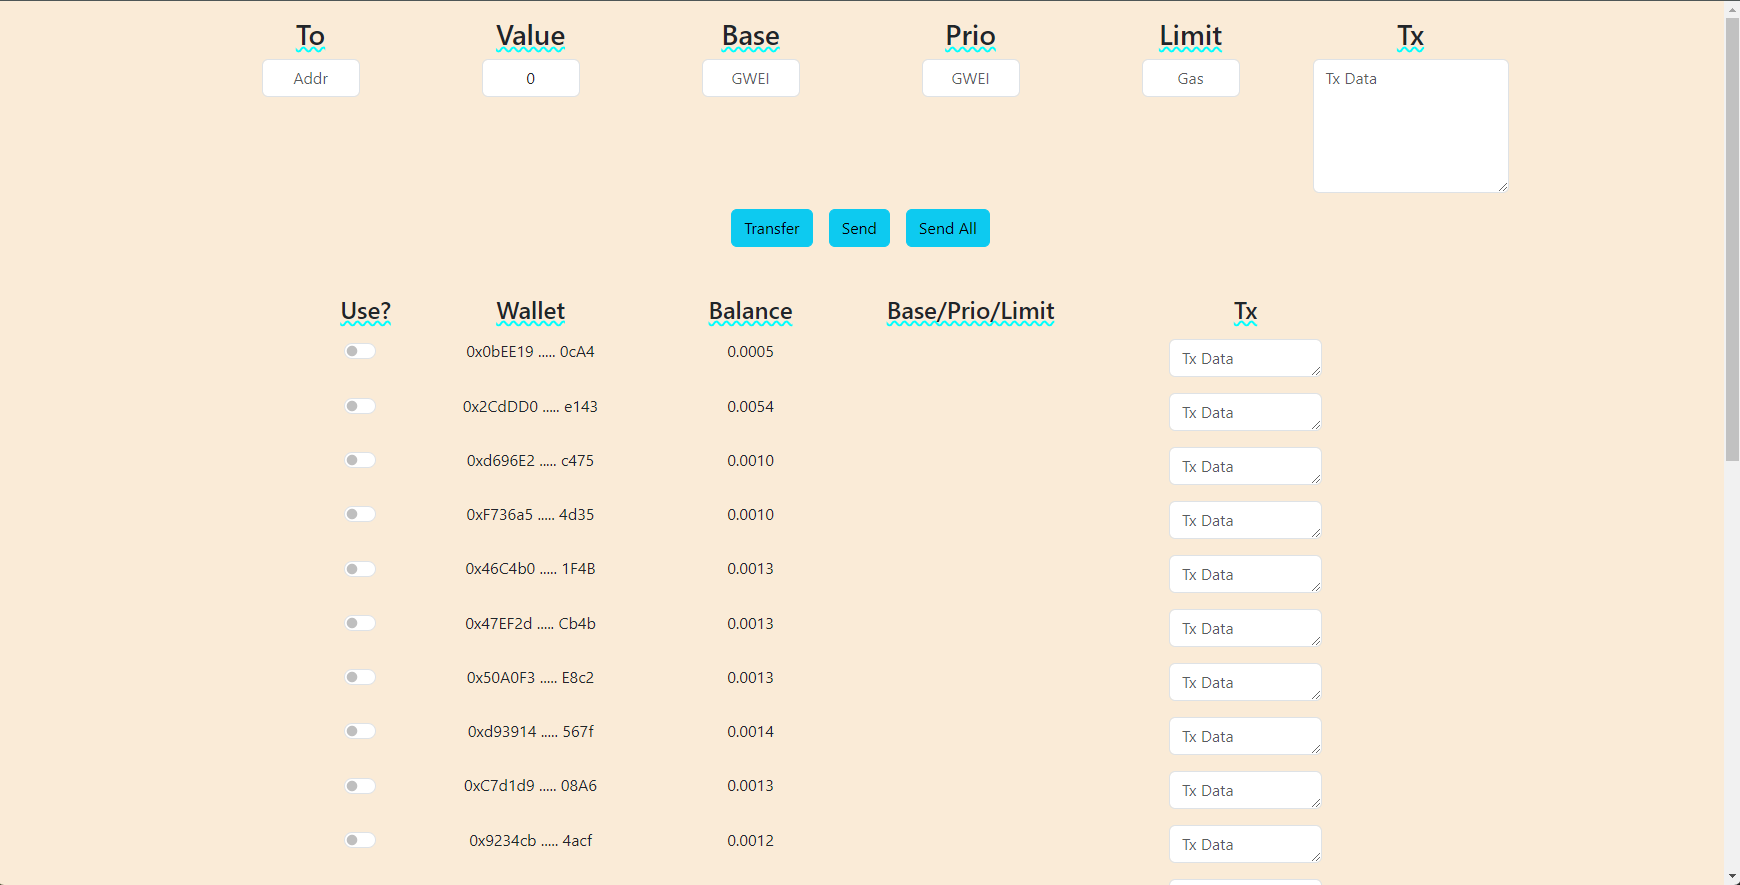 To Value Base Prio Limit Tx
Addr 0 GWEI GWEI Gas Tx Data
Transfer Send Send All
Use? Wallet Balance Base/Prio/Limit Tx
0x0bEE19 ..... 0cA4 0.0005 Tx Data
0x2CdDD0 ..... e143 0.0054 Tx Data
0xd696E2 ..... c475 0.0010 Tx Data
0xF736a5 ..... 4d35 0.0010 Tx Data
0x46C4b0 ..... 1F4B 0.0013 Tx Data
0x47EF2d ..... Cb4b 0.0013 Tx Data
0x50A0F3 ..... E8c2 0.0013 Tx Data
0xd93914 ..... 567f 0.0014 Tx Data
0xC7d1d9 ..... 08A6 0.0013 Tx Data
0x9234cb ..... 4acf 0.0012 Tx Data